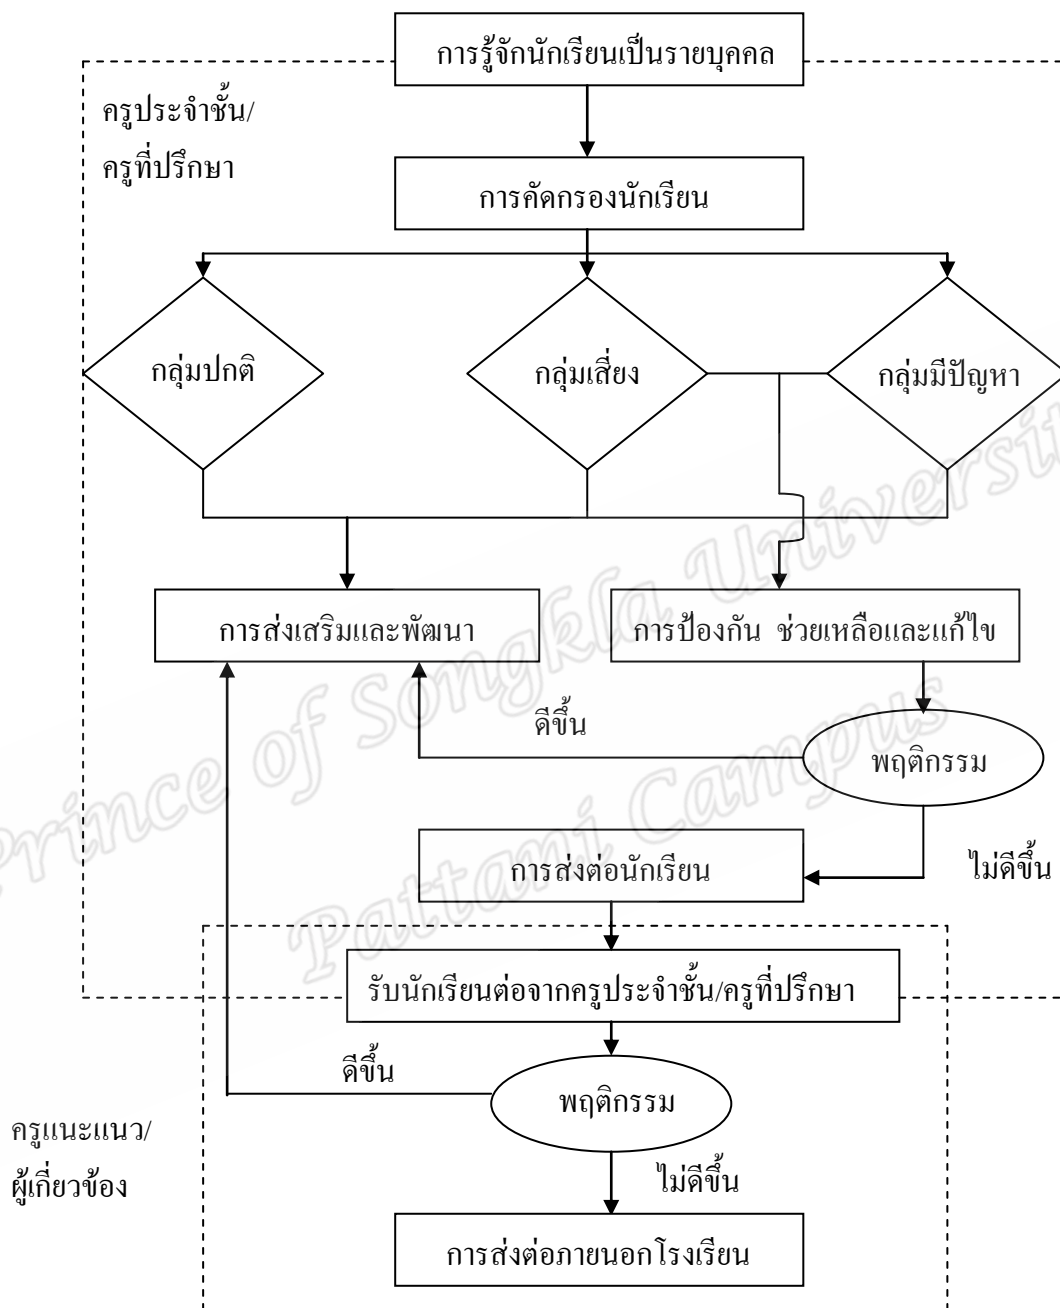 การรู้จักนักเรียนเป็นรายบุคคล
ครูประจำชั้น/
ครูที่ปรึกษา
การคัดกรองนักเรียน
กลุ่มปกติ
กลุ่มเสี่ยง
กลุ่มมีปัญหา
การส่งเสริมและพัฒนา
การป้องกัน ช่วยเหลือและแก้ไข
ดีขึ้น
พฤติกรรม
การส่งต่อนักเรียน
ไม่ดีขึ้น
รับนักเรียนต่อจากครูประจำชั้น/ครูที่ปรึกษา
ดีขึ้น
พฤติกรรม
ครูแนะแนว/
ผู้เกี่ยวข้อง
ไม่ดีขึ้น
การส่งต่อภายนอกโรงเรียน
Prince of Songkla Universit
Pattani Campus